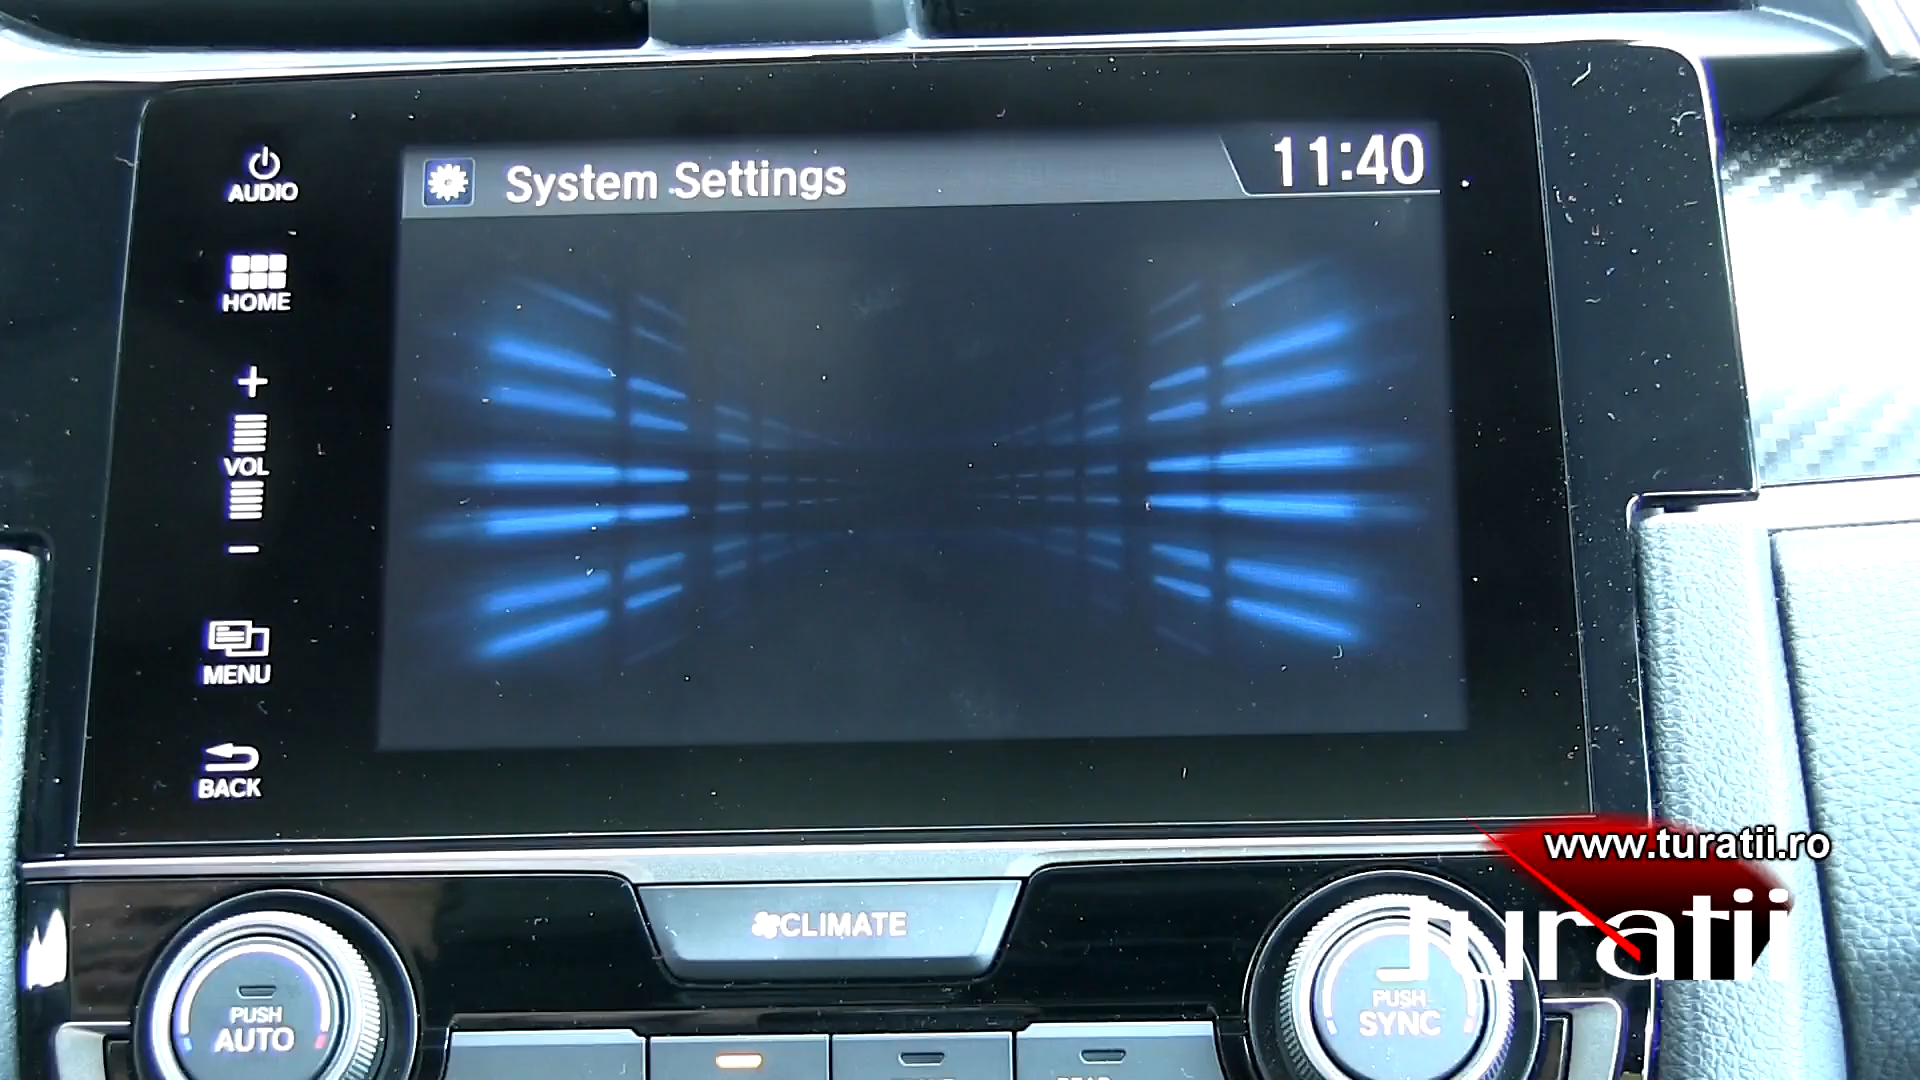 System Settings
11:40
AUDIO
HOME
+
VOL
−
MENU
BACK
CLIMATE
PUSH
AUTO
PUSH
SYNC
www.turatii.ro
turatii